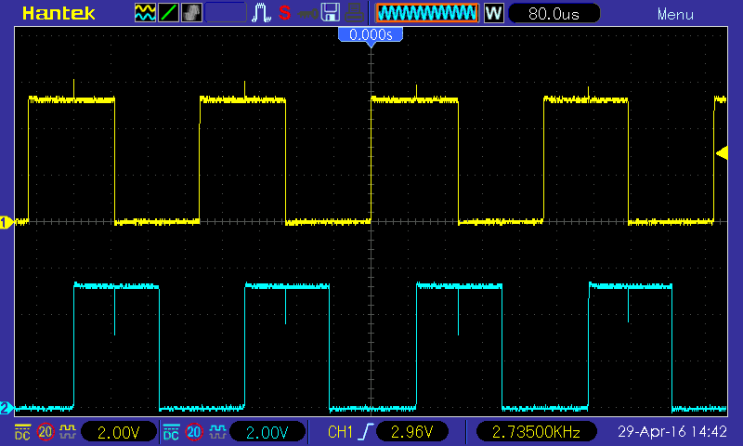 Hantek S W 80.0us Menu
0.000s
1
2
DC 20 2.00V DC 20 2.00V CH1 2.96V 2.73500KHz 29-Apr-16 14:42